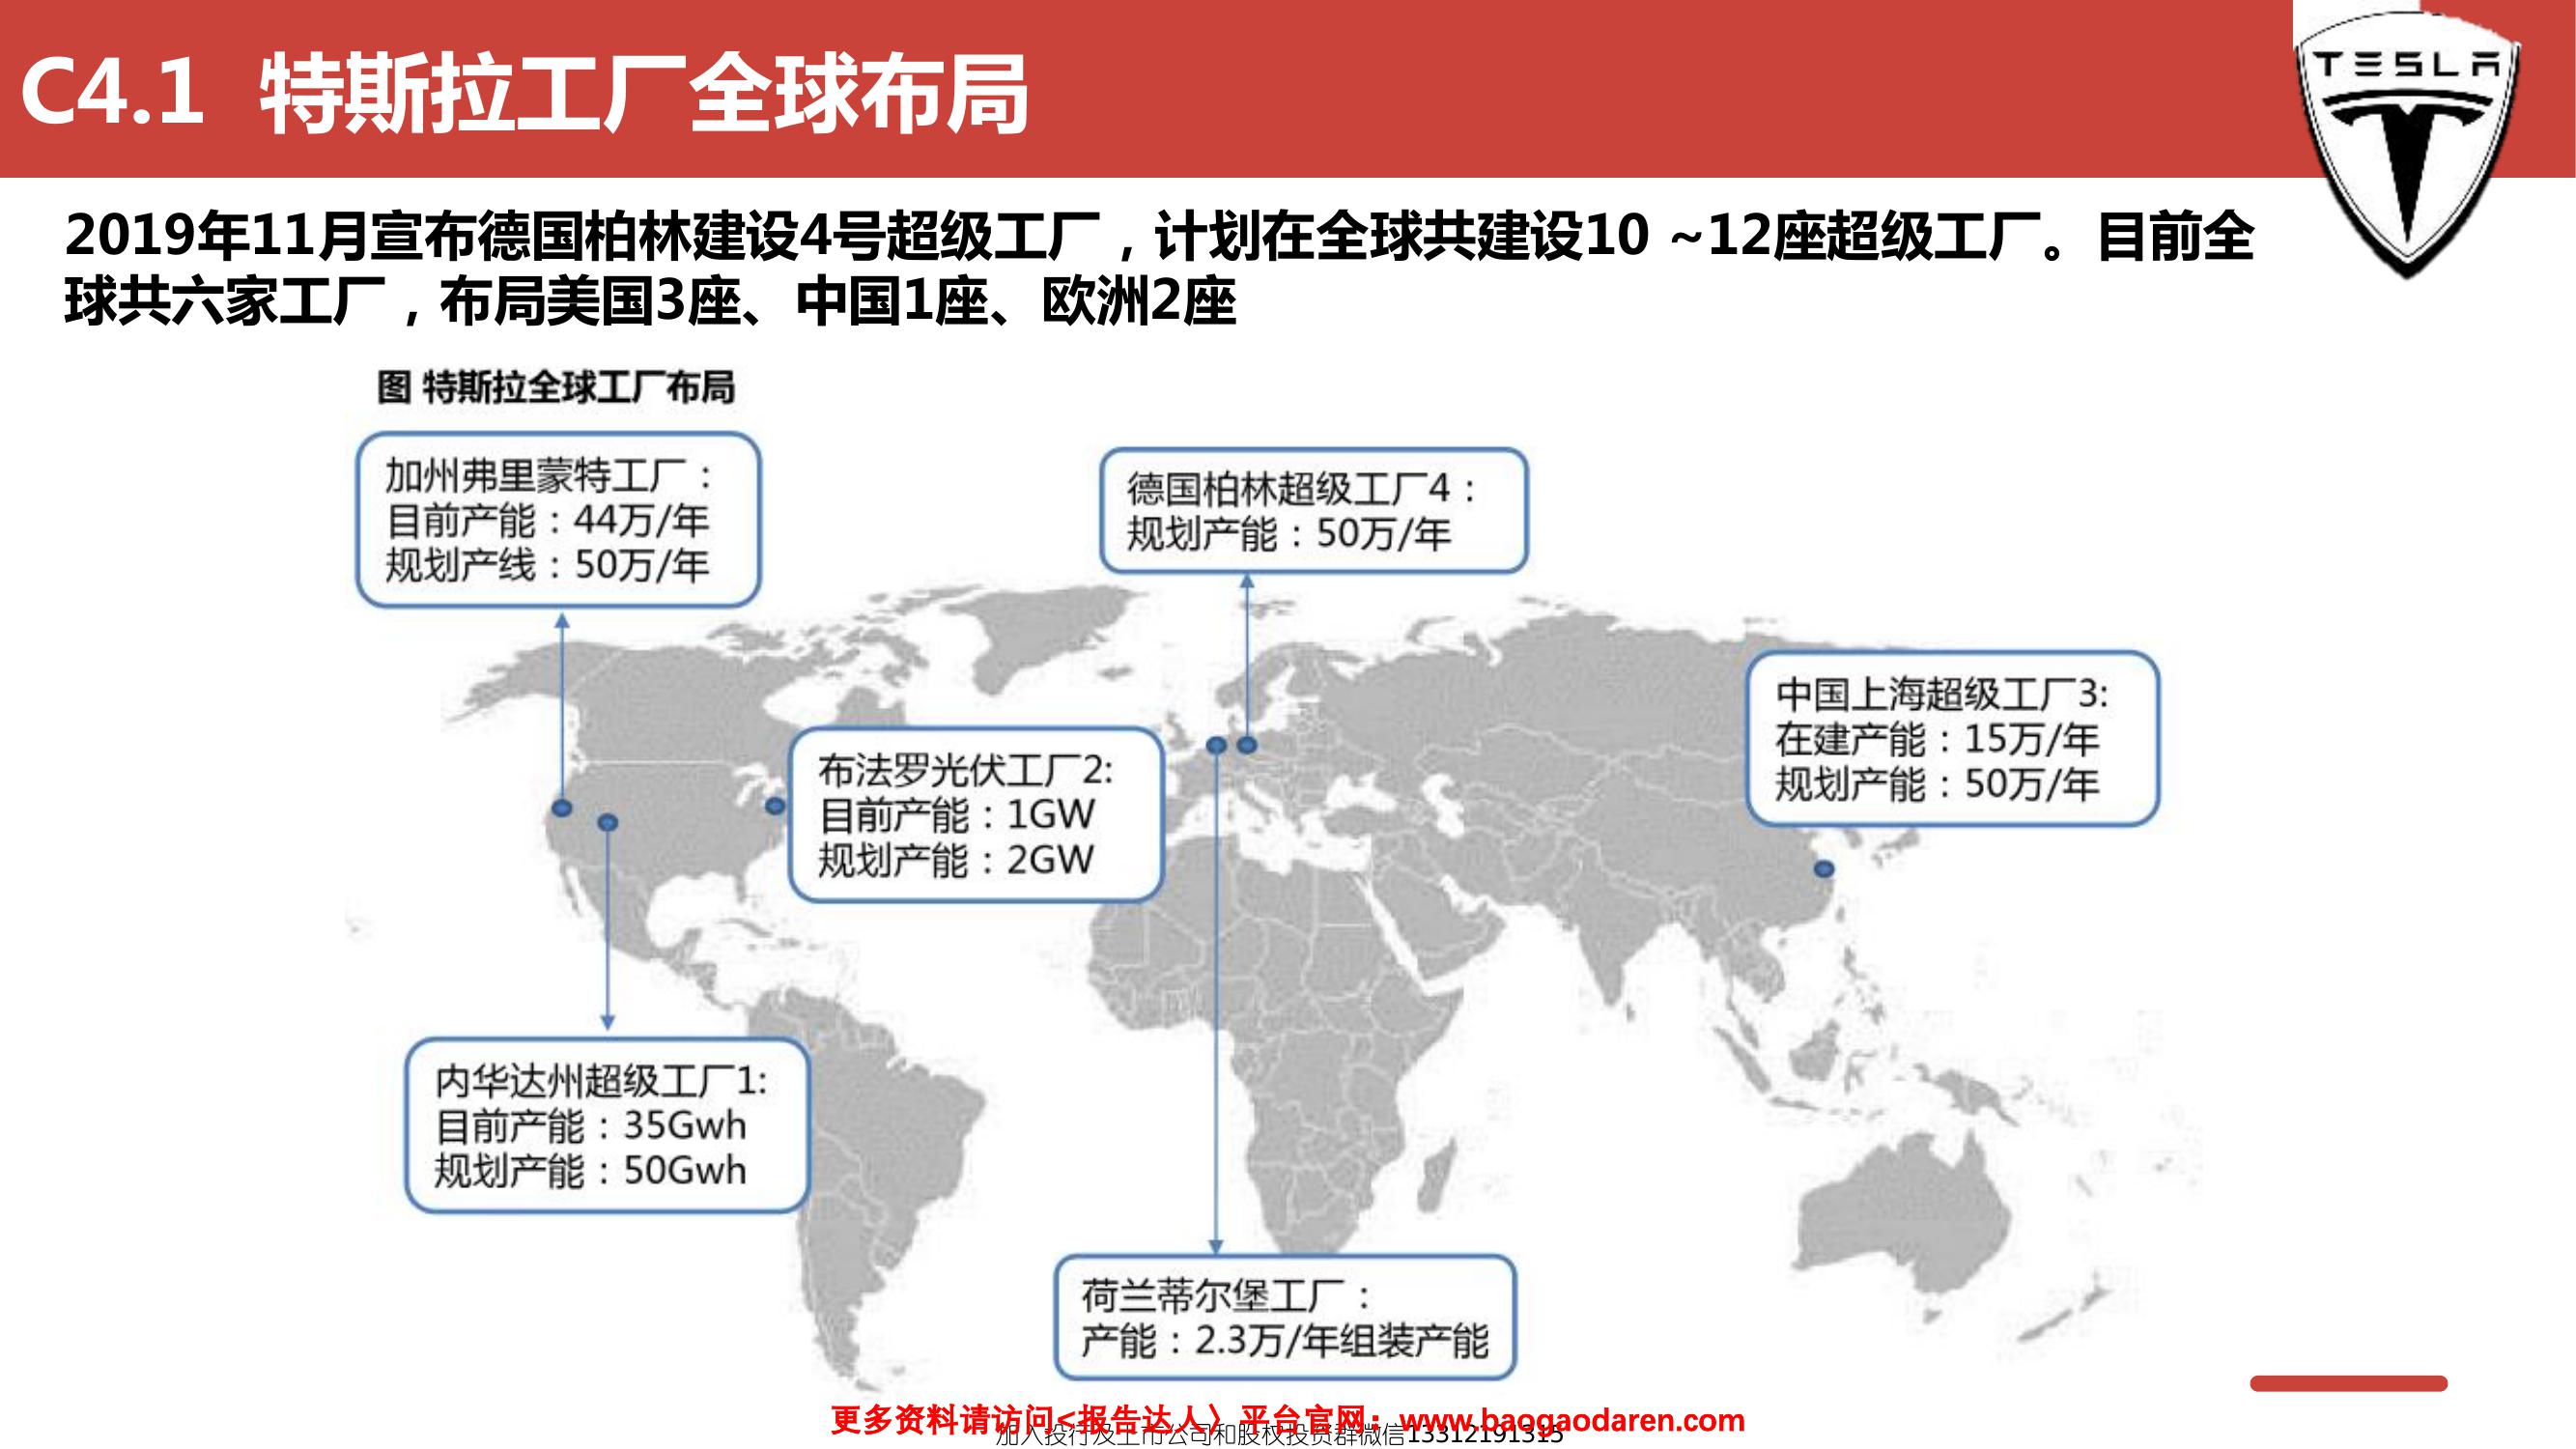 C4.1 特斯拉工厂全球布局
TESLA
2019年11月宣布德国柏林建设4号超级工厂，计划在全球共建设10 ~12座超级工厂。目前全
球共六家工厂，布局美国3座、中国1座、欧洲2座
图 特斯拉全球工厂布局
加州弗里蒙特工厂：
目前产能：44万/年
规划产线：50万/年
德国柏林超级工厂4：
规划产能：50万/年
中国上海超级工厂3:
在建产能：15万/年
规划产能：50万/年
布法罗光伏工厂2:
目前产能：1GW
规划产能：2GW
内华达州超级工厂1:
目前产能：35Gwh
规划产能：50Gwh
荷兰蒂尔堡工厂：
产能：2.3万/年组装产能
更多资料请访问<报告达人〉平台官网：www.baogaodaren.com
加入投行及上市公司和股权投资群微信13312191315